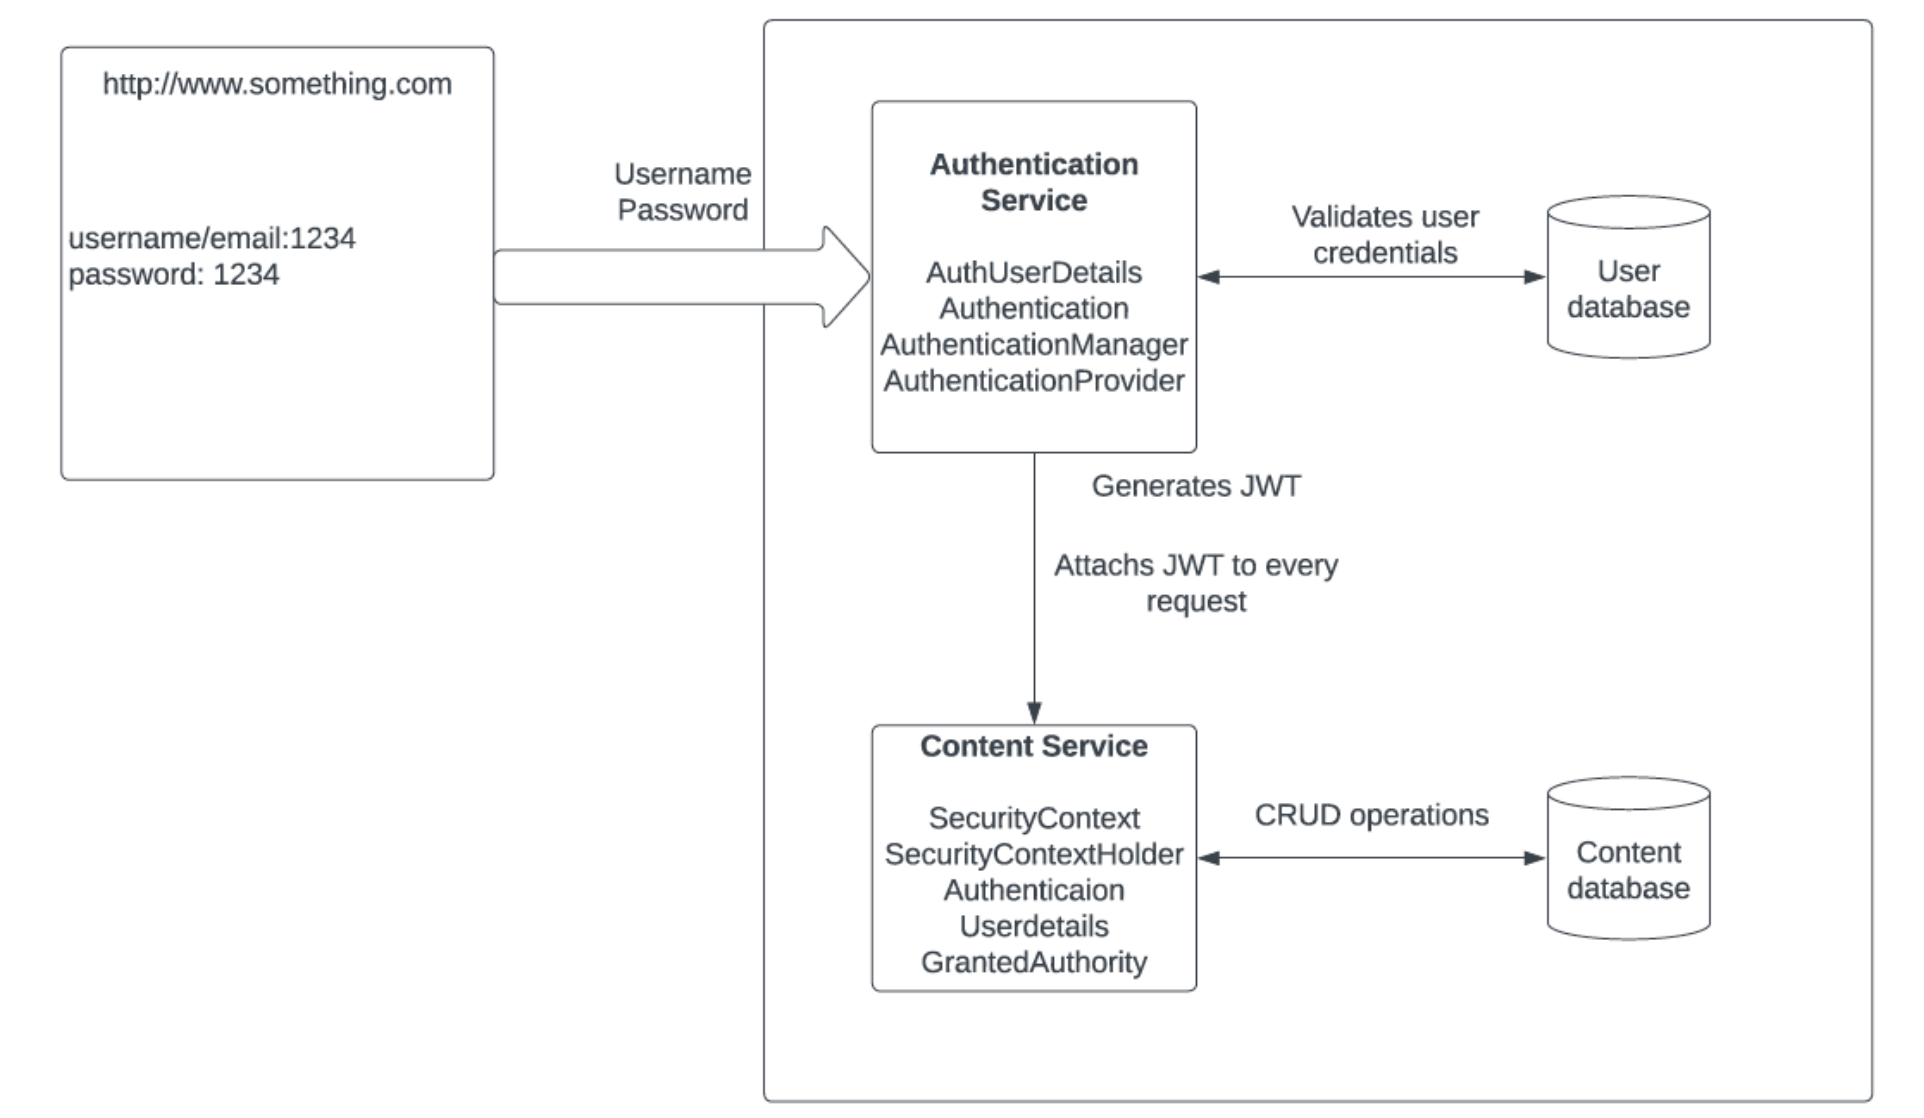 http://www.something.com
username/email:1234
password: 1234
Username
Password
Authentication
Service
AuthUserDetails
Authentication
AuthenticationManager
AuthenticationProvider
Validates user
credentials
User
database
Generates JWT
Attachs JWT to every
request
Content Service
SecurityContext
SecurityContextHolder
Authenticaion
Userdetails
GrantedAuthority
CRUD operations
Content
database